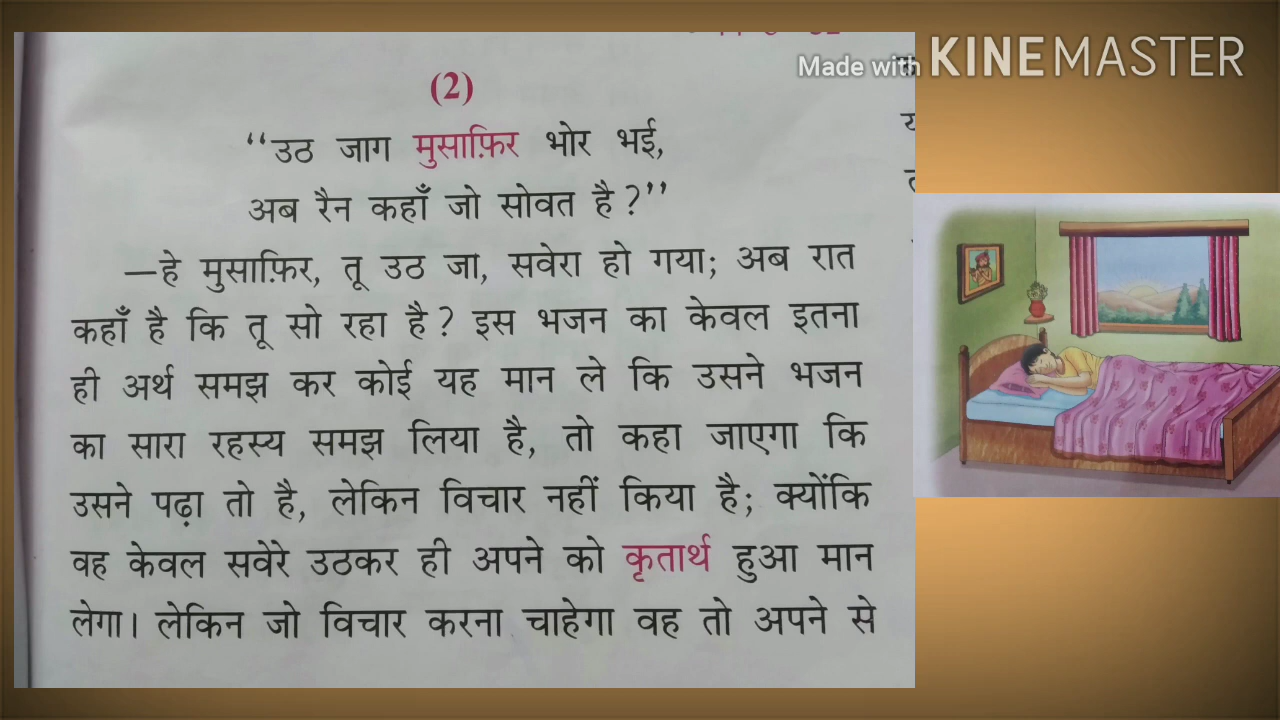 Made with KINEMASTER
(2)
“उठ जाग मुसाफ़िर भोर भई,
अब रैन कहाँ जो सोवत है?”
—हे मुसाफ़िर, तू उठ जा, सवेरा हो गया; अब रात
कहाँ है कि तू सो रहा है? इस भजन का केवल इतना
ही अर्थ समझ कर कोई यह मान ले कि उसने भजन
का सारा रहस्य समझ लिया है, तो कहा जाएगा कि
उसने पढ़ा तो है, लेकिन विचार नहीं किया है; क्योंकि
वह केवल सवेरे उठकर ही अपने को कृतार्थ हुआ मान
लेगा। लेकिन जो विचार करना चाहेगा वह तो अपने से